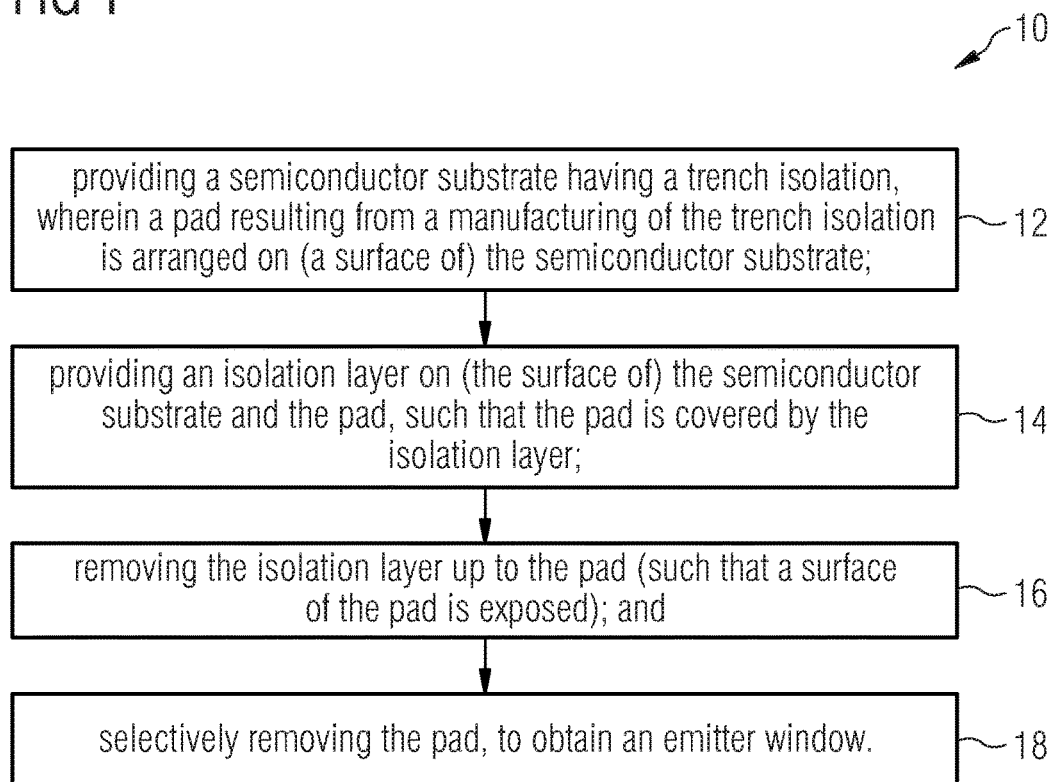 FIG 1
10
providing a semiconductor substrate having a trench isolation,
wherein a pad resulting from a manufacturing of the trench isolation
is arranged on (a surface of) the semiconductor substrate;
12
providing an isolation layer on (the surface of) the semiconductor
substrate and the pad, such that the pad is covered by the
isolation layer;
14
removing the isolation layer up to the pad (such that a surface
of the pad is exposed); and
16
selectively removing the pad, to obtain an emitter window.
18